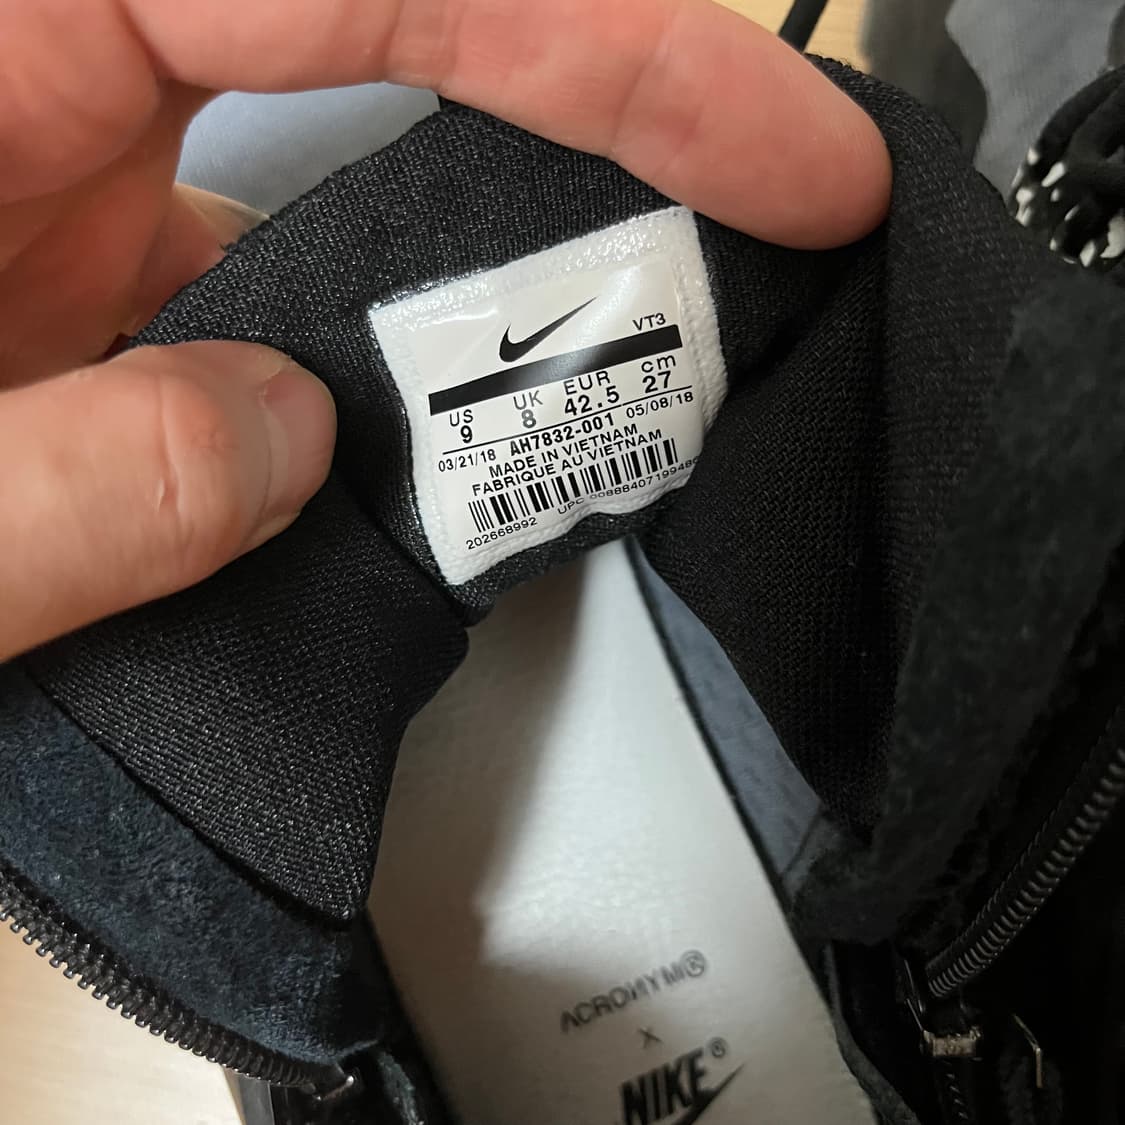 VT3
US UK EUR cm
9 8 42.5 27
03/21/18 AH7832-001 05/08/18
MADE IN VIETNAM
FABRIQUE AU VIETNAM
202668992 UPC
ACRONYM®
x
NIKE®